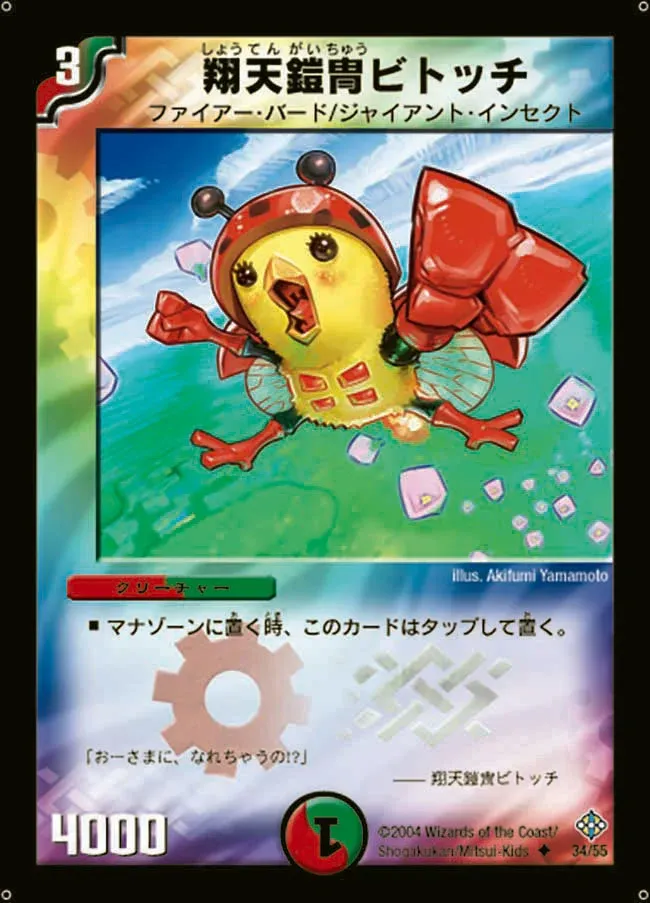 3
しょうてん がいちゅう
翔天鎧冑ビトッチ
ファイアー・バード/ジャイアント・インセクト
illus. Akifumi Yamamoto
クリーチャー
■ マナゾーンに置く時、このカードはタップして置く。
「おーさまに、なれちゃうの!?」
—— 翔天鎧冑ビトッチ
4000
1
©2004 Wizards of the Coast/
Shogakukan/Mitsui-Kids ◆
34/55